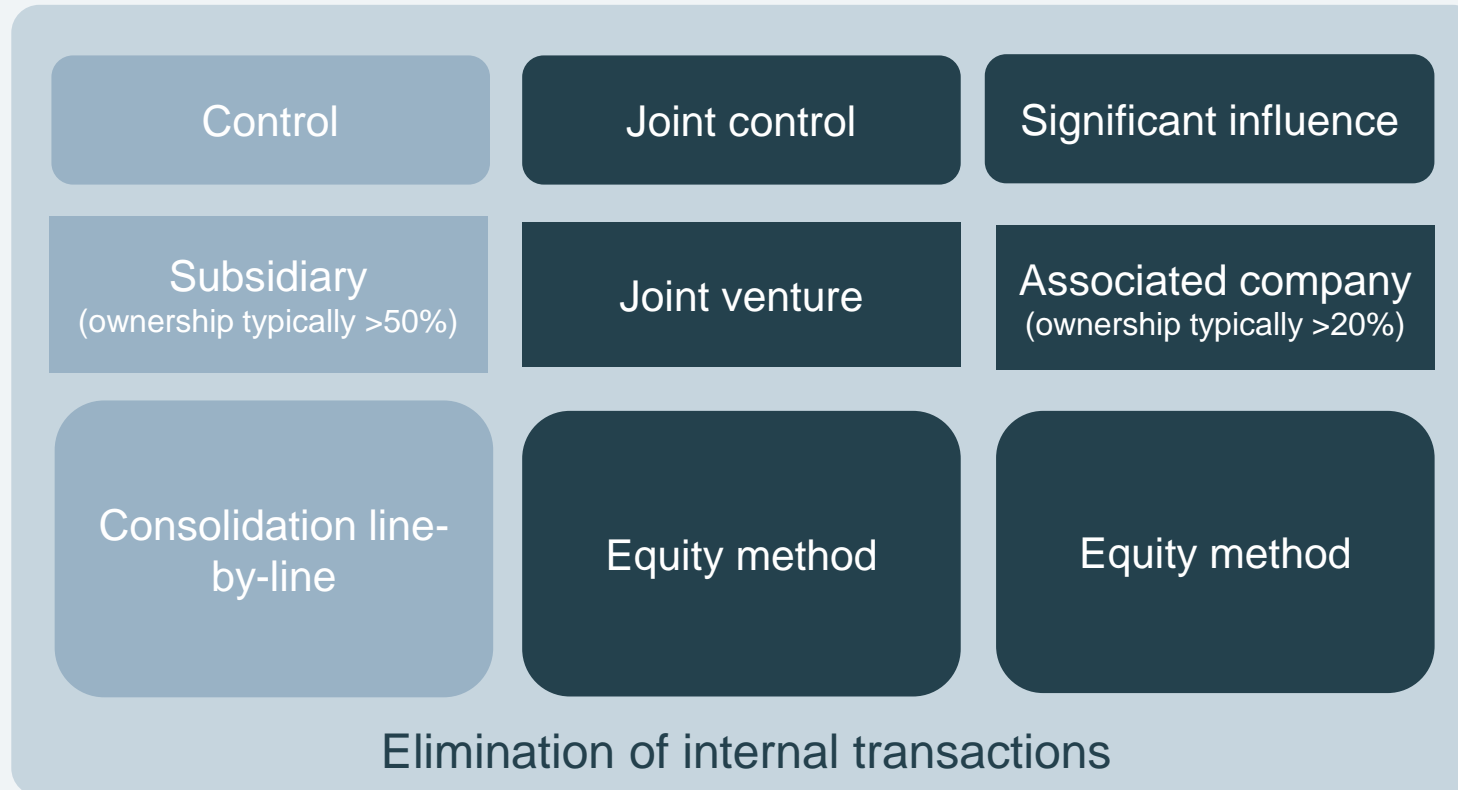 Control
Joint control
Significant influence
Subsidiary
(ownership typically >50%)
Joint venture
Associated company
(ownership typically >20%)
Consolidation line-
by-line
Equity method
Equity method
Elimination of internal transactions